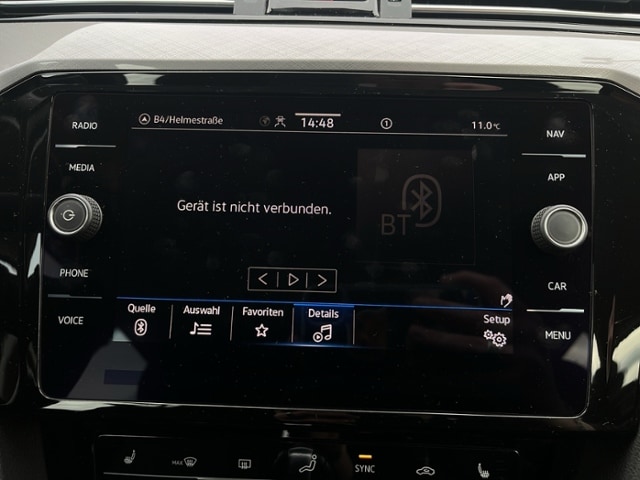 RADIO
MEDIA
PHONE
VOICE
B4/Helmestraße
14:48
1
11.0°C
Gerät ist nicht verbunden.
BT
Quelle
Auswahl
Favoriten
Details
Setup
NAV
APP
CAR
MENU
MAX
SYNC